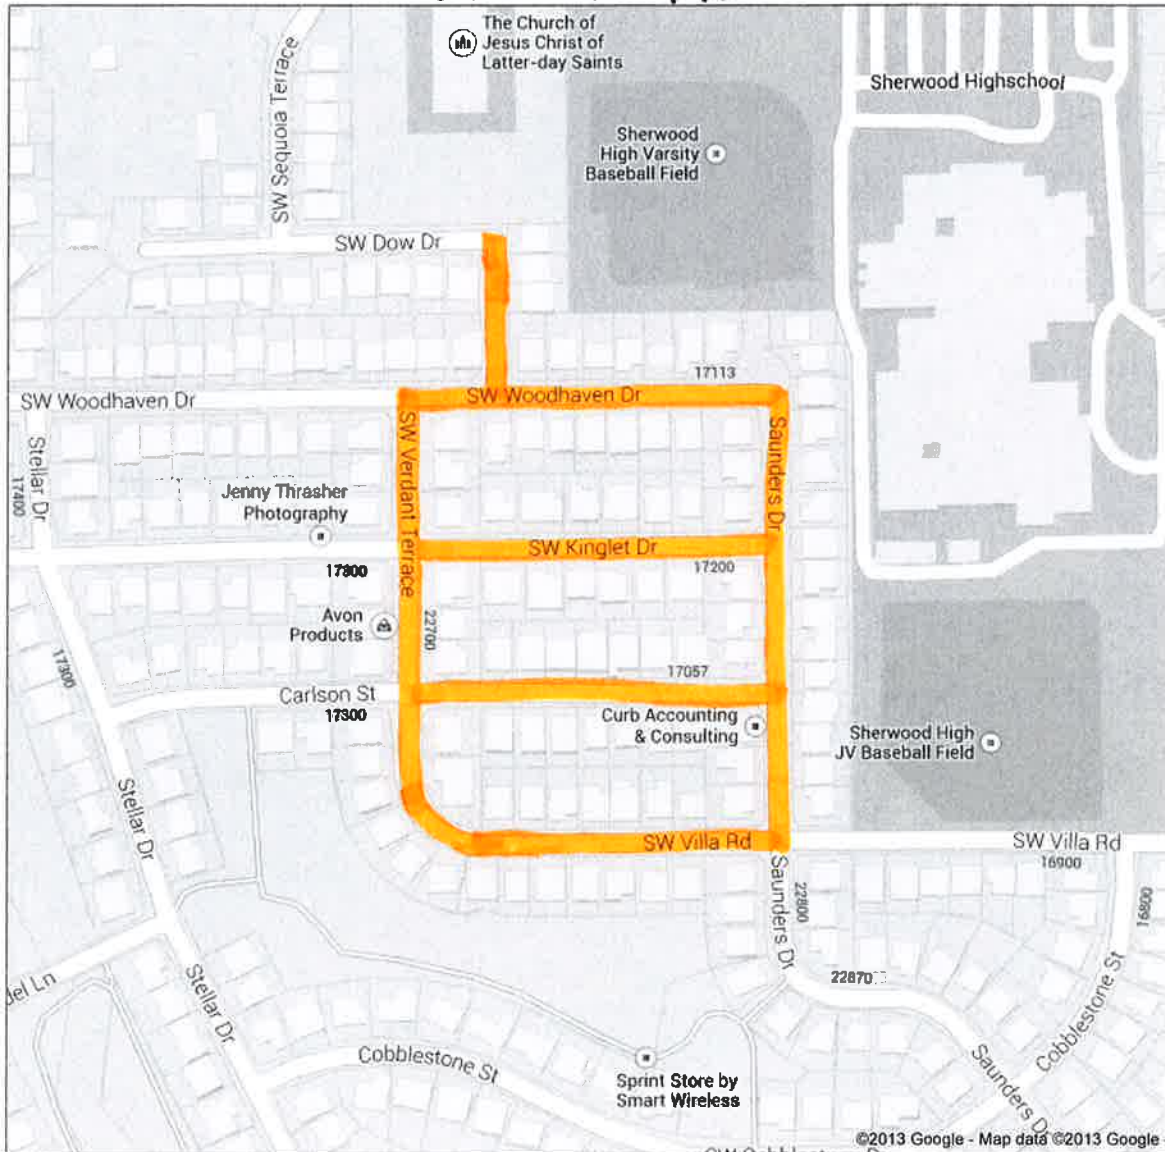 The Church of
Jesus Christ of
Latter-day Saints
Sherwood Highschool
SW Sequoia Terrace
Sherwood
High Varsity
Baseball Field
SW Dow Dr
17113
SW Woodhaven Dr
SW Woodhaven Dr
SW Verdant Terrace
Saunders Dr
Stellar Dr
17400
Jenny Thrasher
Photography
SW Kinglet Dr
17300
17200
Avon
Products
22700
17300
17057
Carlson St
17300
Curb Accounting
& Consulting
Sherwood High
JV Baseball Field
Stellar Dr
SW Villa Rd
SW Villa Rd
16900
Saunders Dr
22800
16800
22870
del Ln
Stellar Dr
Cobblestone St
Cobblestone St
Saunders Dr
Sprint Store by
Smart Wireless
©2013 Google - Map data ©2013 Google -